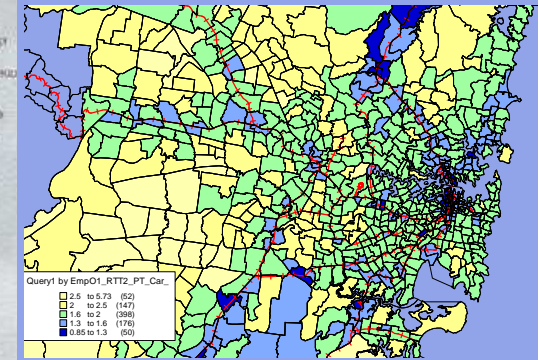 Query1 by EmpO1_RTT2_PT_Car_
2.5 to 5.73 (52)
2 to 2.5 (147)
1.6 to 2 (398)
1.3 to 1.6 (176)
0.85 to 1.3 (50)